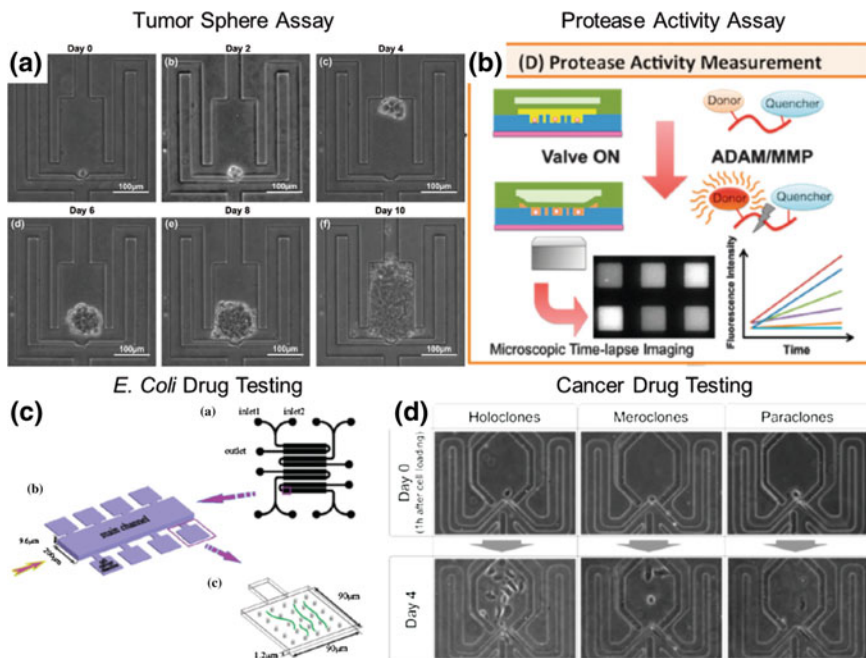 Tumor Sphere Assay
Protease Activity Assay
(a)
Day 0
Day 2
Day 4
(b)
(c)
100μm
100μm
100μm
Day 6
Day 8
Day 10
(d)
(e)
(f)
100μm
100μm
100μm
(b)
(D) Protease Activity Measurement
Donor
Quencher
Valve ON
ADAM/MMP
Donor
Quencher
Fluorescence Intensity
Time
Microscopic Time-lapse Imaging
E. Coli Drug Testing
Cancer Drug Testing
(c)
(a)
inlet1
inlet2
outlet
(b)
main channel
9.6μm
200μm
(c)
90μm
90μm
1.2μm
(d)
Holoclones
Meroclones
Paraclones
Day 0
(1h after cell loading)
Day 4